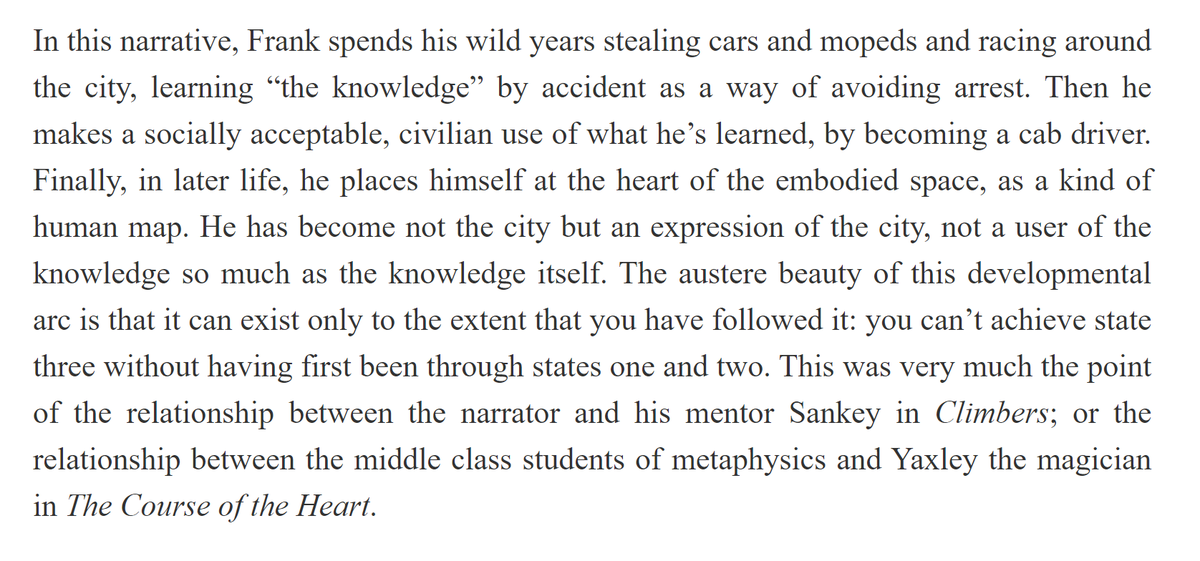 In this narrative, Frank spends his wild years stealing cars and mopeds and racing around
the city, learning “the knowledge” by accident as a way of avoiding arrest. Then he
makes a socially acceptable, civilian use of what he’s learned, by becoming a cab driver.
Finally, in later life, he places himself at the heart of the embodied space, as a kind of
human map. He has become not the city but an expression of the city, not a user of the
knowledge so much as the knowledge itself. The austere beauty of this developmental
arc is that it can exist only to the extent that you have followed it: you can’t achieve state
three without having first been through states one and two. This was very much the point
of the relationship between the narrator and his mentor Sankey in Climbers; or the
relationship between the middle class students of metaphysics and Yaxley the magician
in The Course of the Heart.